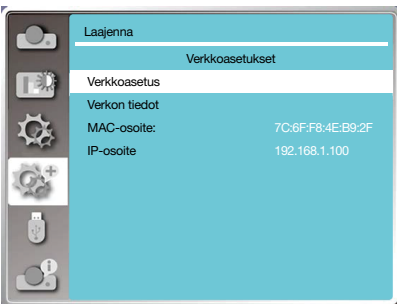 Laajenna
Verkkoasetukset
Verkkoasetus
Verkon tiedot
MAC-osoite: 7C:6F:F8:4E:B9:2F
IP-osoite 192.168.1.100